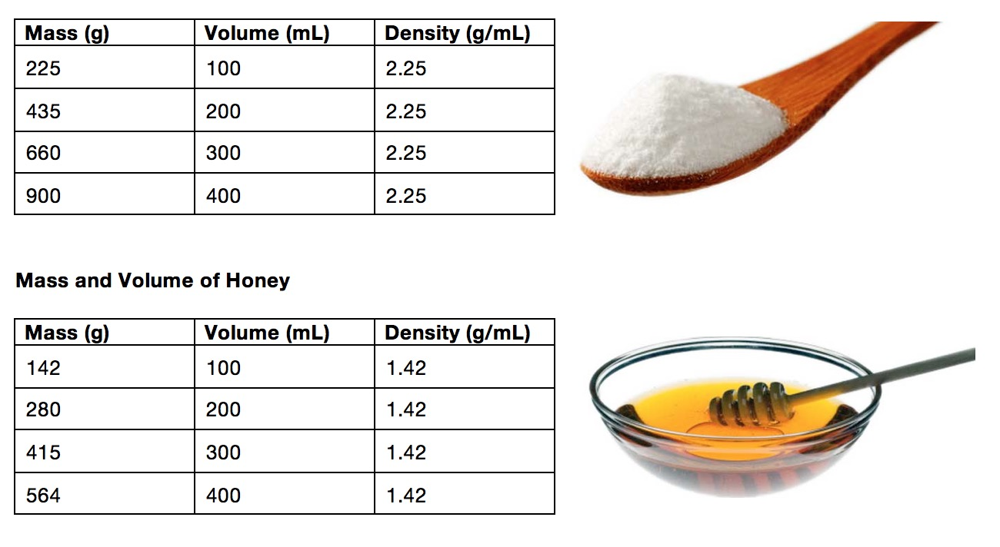 Mass (g) Volume (mL) Density (g/mL)
225 100 2.25
435 200 2.25
660 300 2.25
900 400 2.25
Mass and Volume of Honey
Mass (g) Volume (mL) Density (g/mL)
142 100 1.42
280 200 1.42
415 300 1.42
564 400 1.42